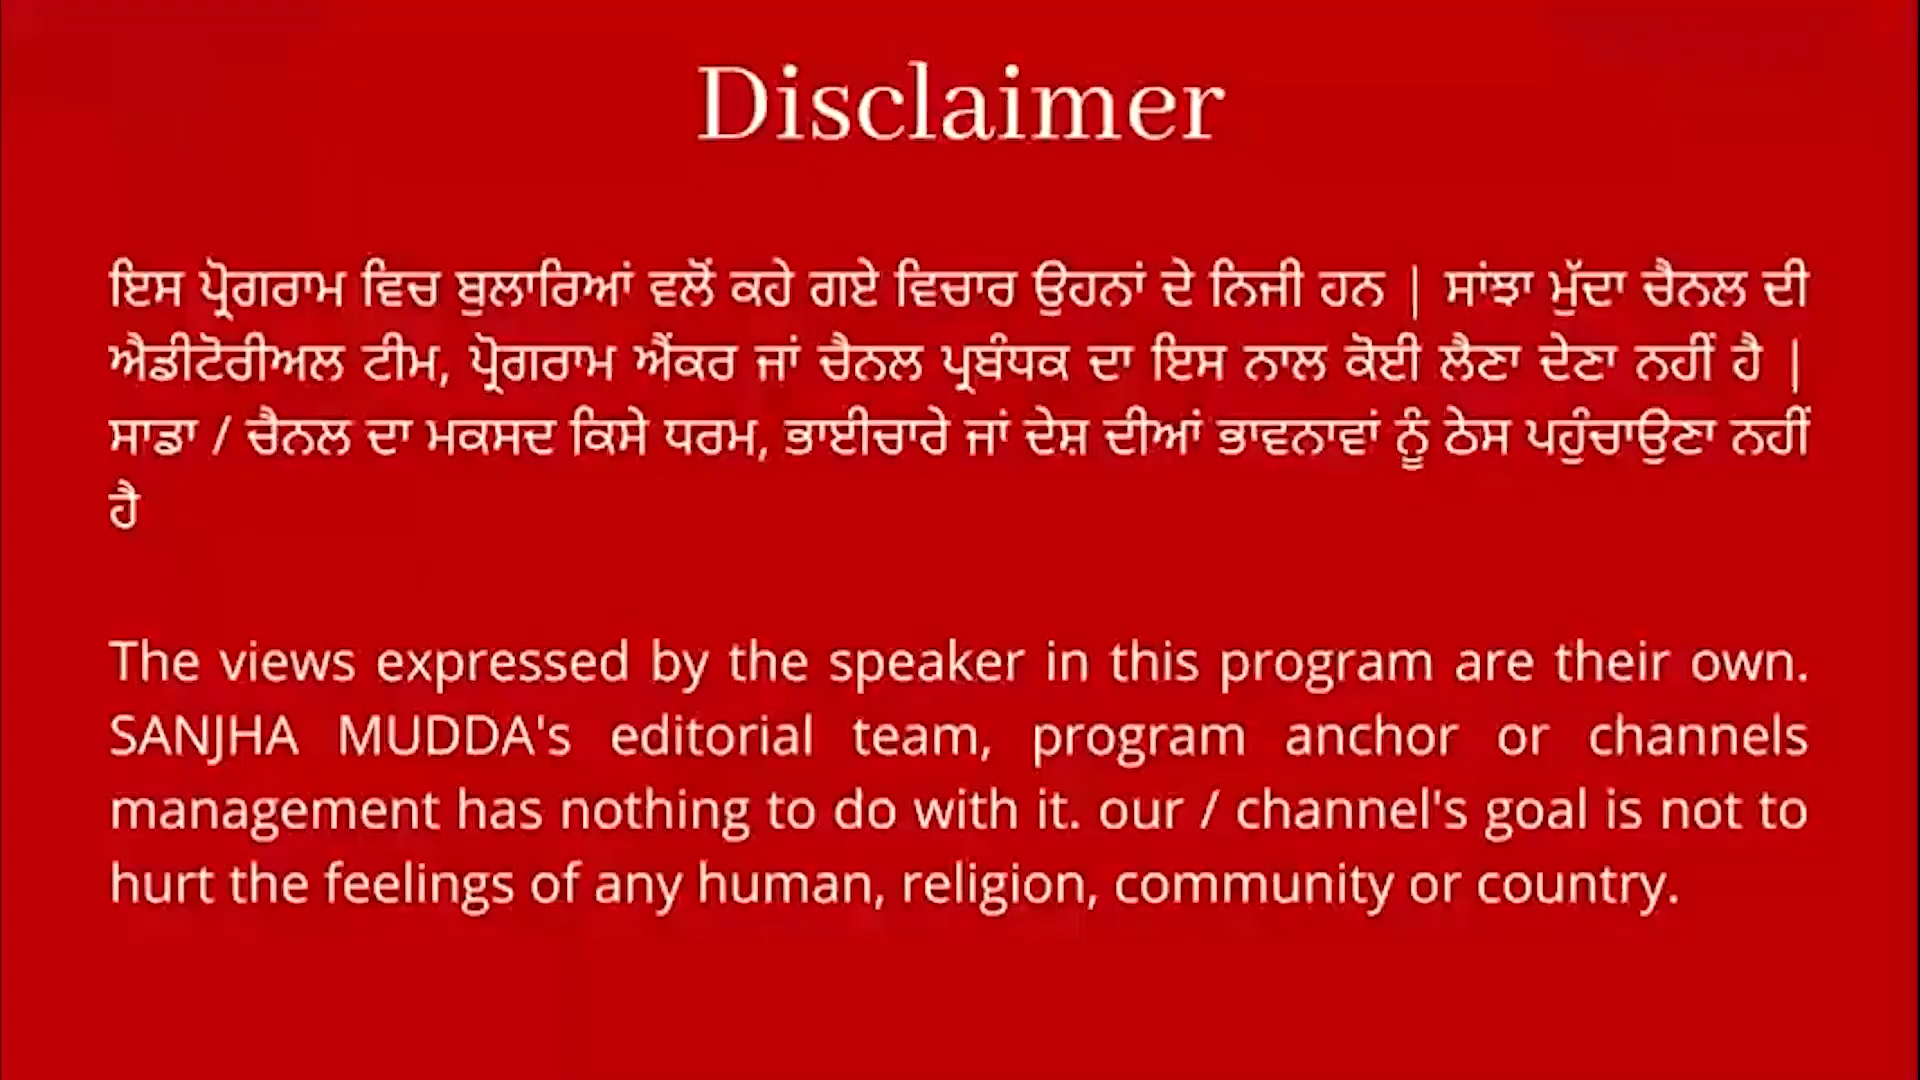 Disclaimer
ਇਸ ਪ੍ਰੋਗਰਾਮ ਵਿਚ ਬੁਲਾਰਿਆਂ ਵਲੋਂ ਕਹੇ ਗਏ ਵਿਚਾਰ ਉਹਨਾਂ ਦੇ ਨਿਜੀ ਹਨ | ਸਾਂਝਾ ਮੁੱਦਾ ਚੈਨਲ ਦੀ
ਐਡੀਟੋਰੀਅਲ ਟੀਮ, ਪ੍ਰੋਗਰਾਮ ਐਂਕਰ ਜਾਂ ਚੈਨਲ ਪ੍ਰਬੰਧਕ ਦਾ ਇਸ ਨਾਲ ਕੋਈ ਲੈਣਾ ਦੇਣਾ ਨਹੀਂ ਹੈ |
ਸਾਡਾ / ਚੈਨਲ ਦਾ ਮਕਸਦ ਕਿਸੇ ਧਰਮ, ਭਾਈਚਾਰੇ ਜਾਂ ਦੇਸ਼ ਦੀਆਂ ਭਾਵਨਾਵਾਂ ਨੂੰ ਠੇਸ ਪਹੁੰਚਾਉਣਾ ਨਹੀਂ
ਹੈ
The views expressed by the speaker in this program are their own.
SANJHA MUDDA's editorial team, program anchor or channels
management has nothing to do with it. our / channel's goal is not to
hurt the feelings of any human, religion, community or country.